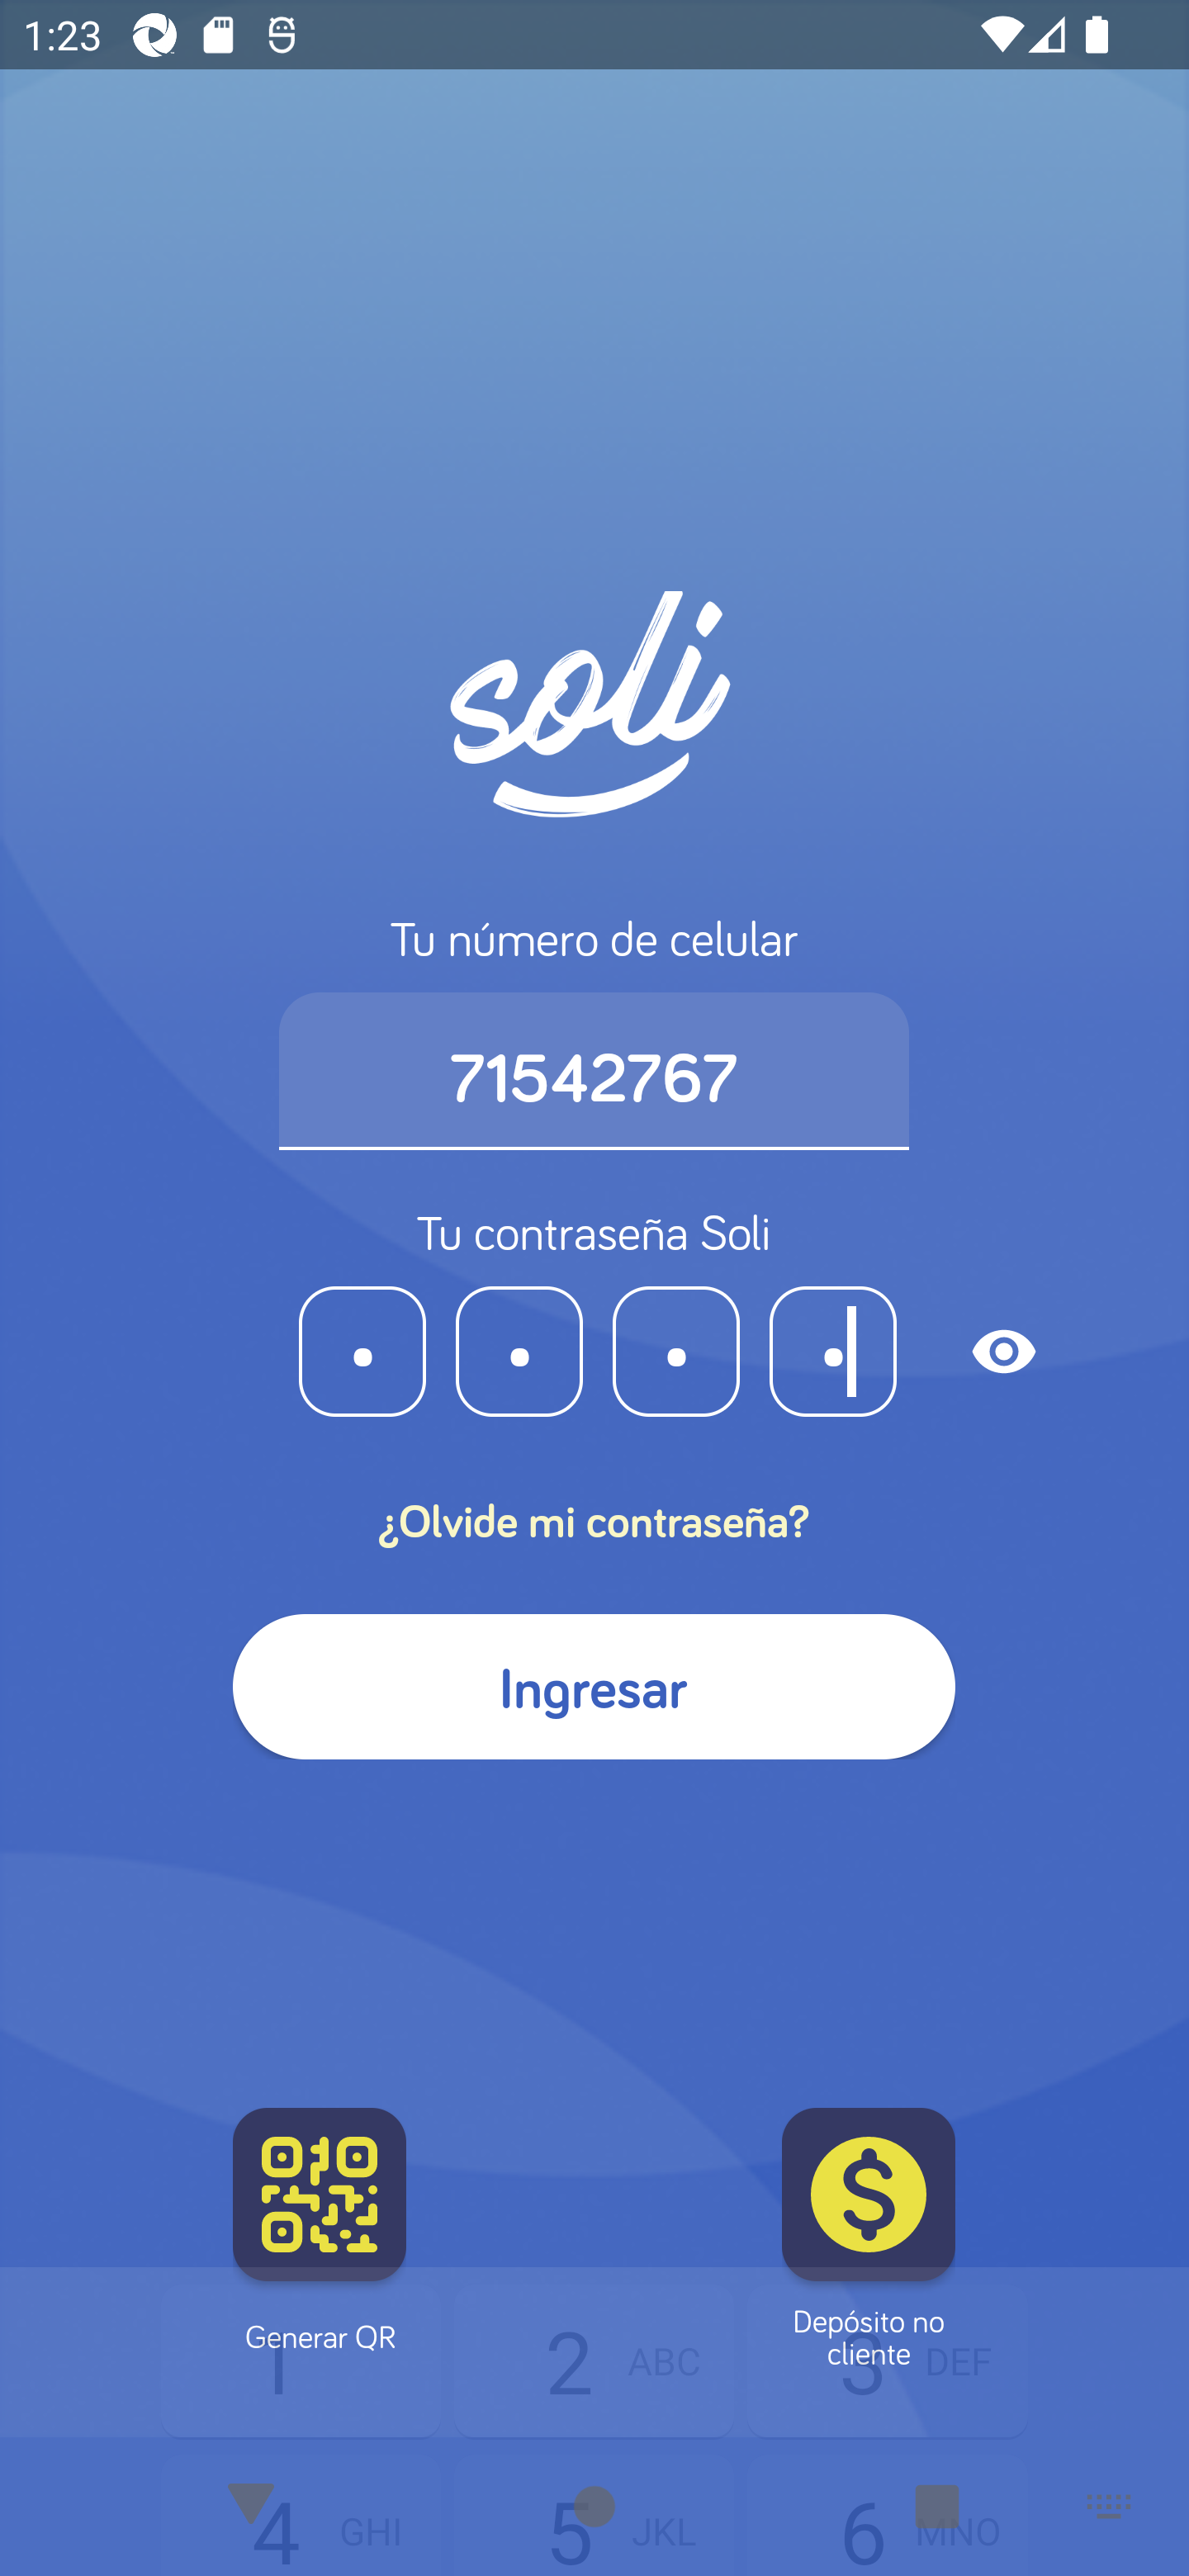 1:23
soli
Tu número de celular
71542767
Tu contraseña Soli
¿Olvide mi contraseña?
Ingresar
Generar QR
Depósito no
cliente
1
2 ABC
3 DEF
4 GHI
5 JKL
6 MNO